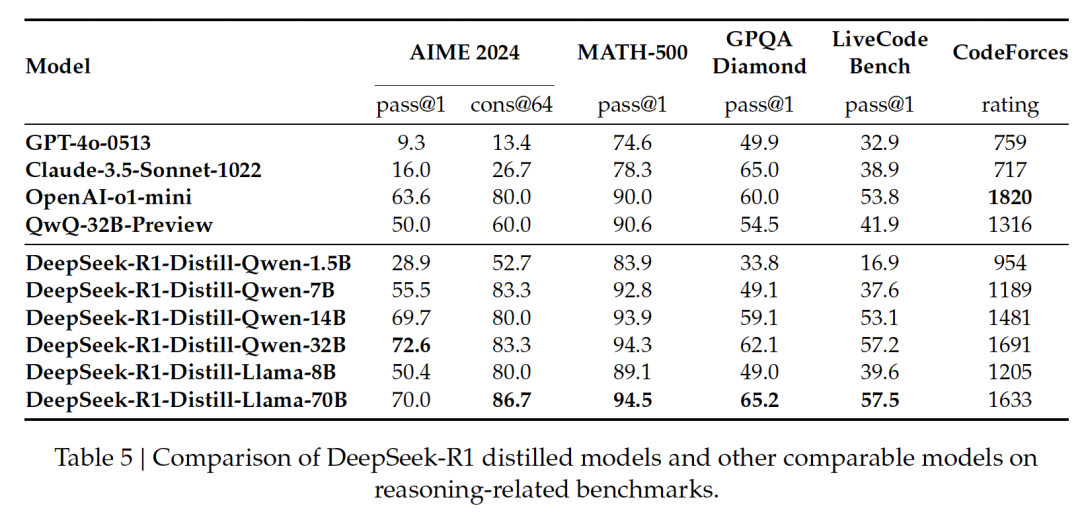 Model AIME 2024 MATH-500 GPQA Diamond LiveCode Bench CodeForces
pass@1 cons@64 pass@1 pass@1 pass@1 rating
GPT-4o-0513 9.3 13.4 74.6 49.9 32.9 759
Claude-3.5-Sonnet-1022 16.0 26.7 78.3 65.0 38.9 717
OpenAI-o1-mini 63.6 80.0 90.0 60.0 53.8 1820
QwQ-32B-Preview 50.0 60.0 90.6 54.5 41.9 1316
DeepSeek-R1-Distill-Qwen-1.5B 28.9 52.7 83.9 33.8 16.9 954
DeepSeek-R1-Distill-Qwen-7B 55.5 83.3 92.8 49.1 37.6 1189
DeepSeek-R1-Distill-Qwen-14B 69.7 80.0 93.9 59.1 53.1 1481
DeepSeek-R1-Distill-Qwen-32B 72.6 83.3 94.3 62.1 57.2 1691
DeepSeek-R1-Distill-Llama-8B 50.4 80.0 89.1 49.0 39.6 1205
DeepSeek-R1-Distill-Llama-70B 70.0 86.7 94.5 65.2 57.5 1633
Table 5 | Comparison of DeepSeek-R1 distilled models and other comparable models on
reasoning-related benchmarks.